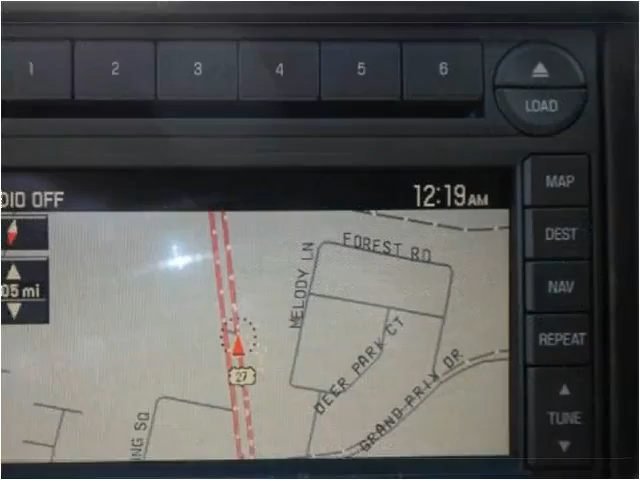 1 2 3 4 5 6
LOAD
DIO OFF
12:19AM
MAP
DEST
NAV
REPEAT
TUNE
05 mi
FOREST RD
MELODY LN
DEER PARK CT
GRAND PRIX DR
27
NG SQ